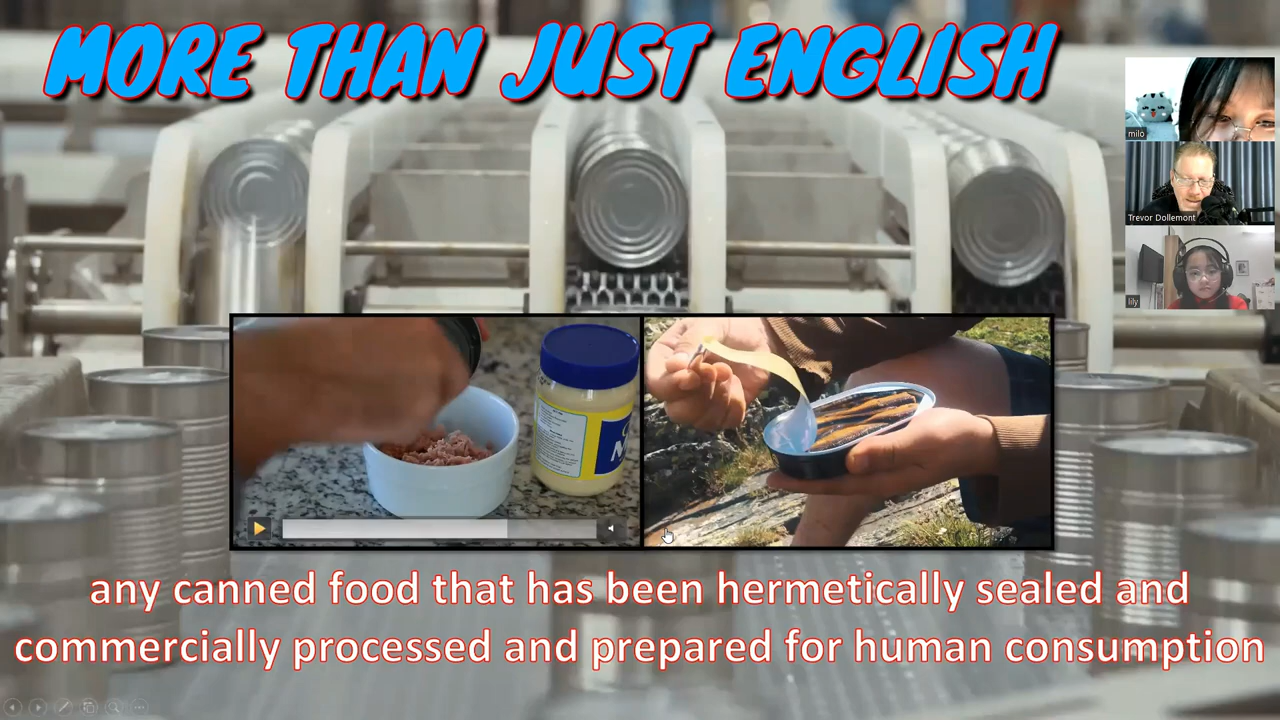 MORE THAN JUST ENGLISH
milo
Trevor Dollemont
lily
any canned food that has been hermetically sealed and
commercially processed and prepared for human consumption